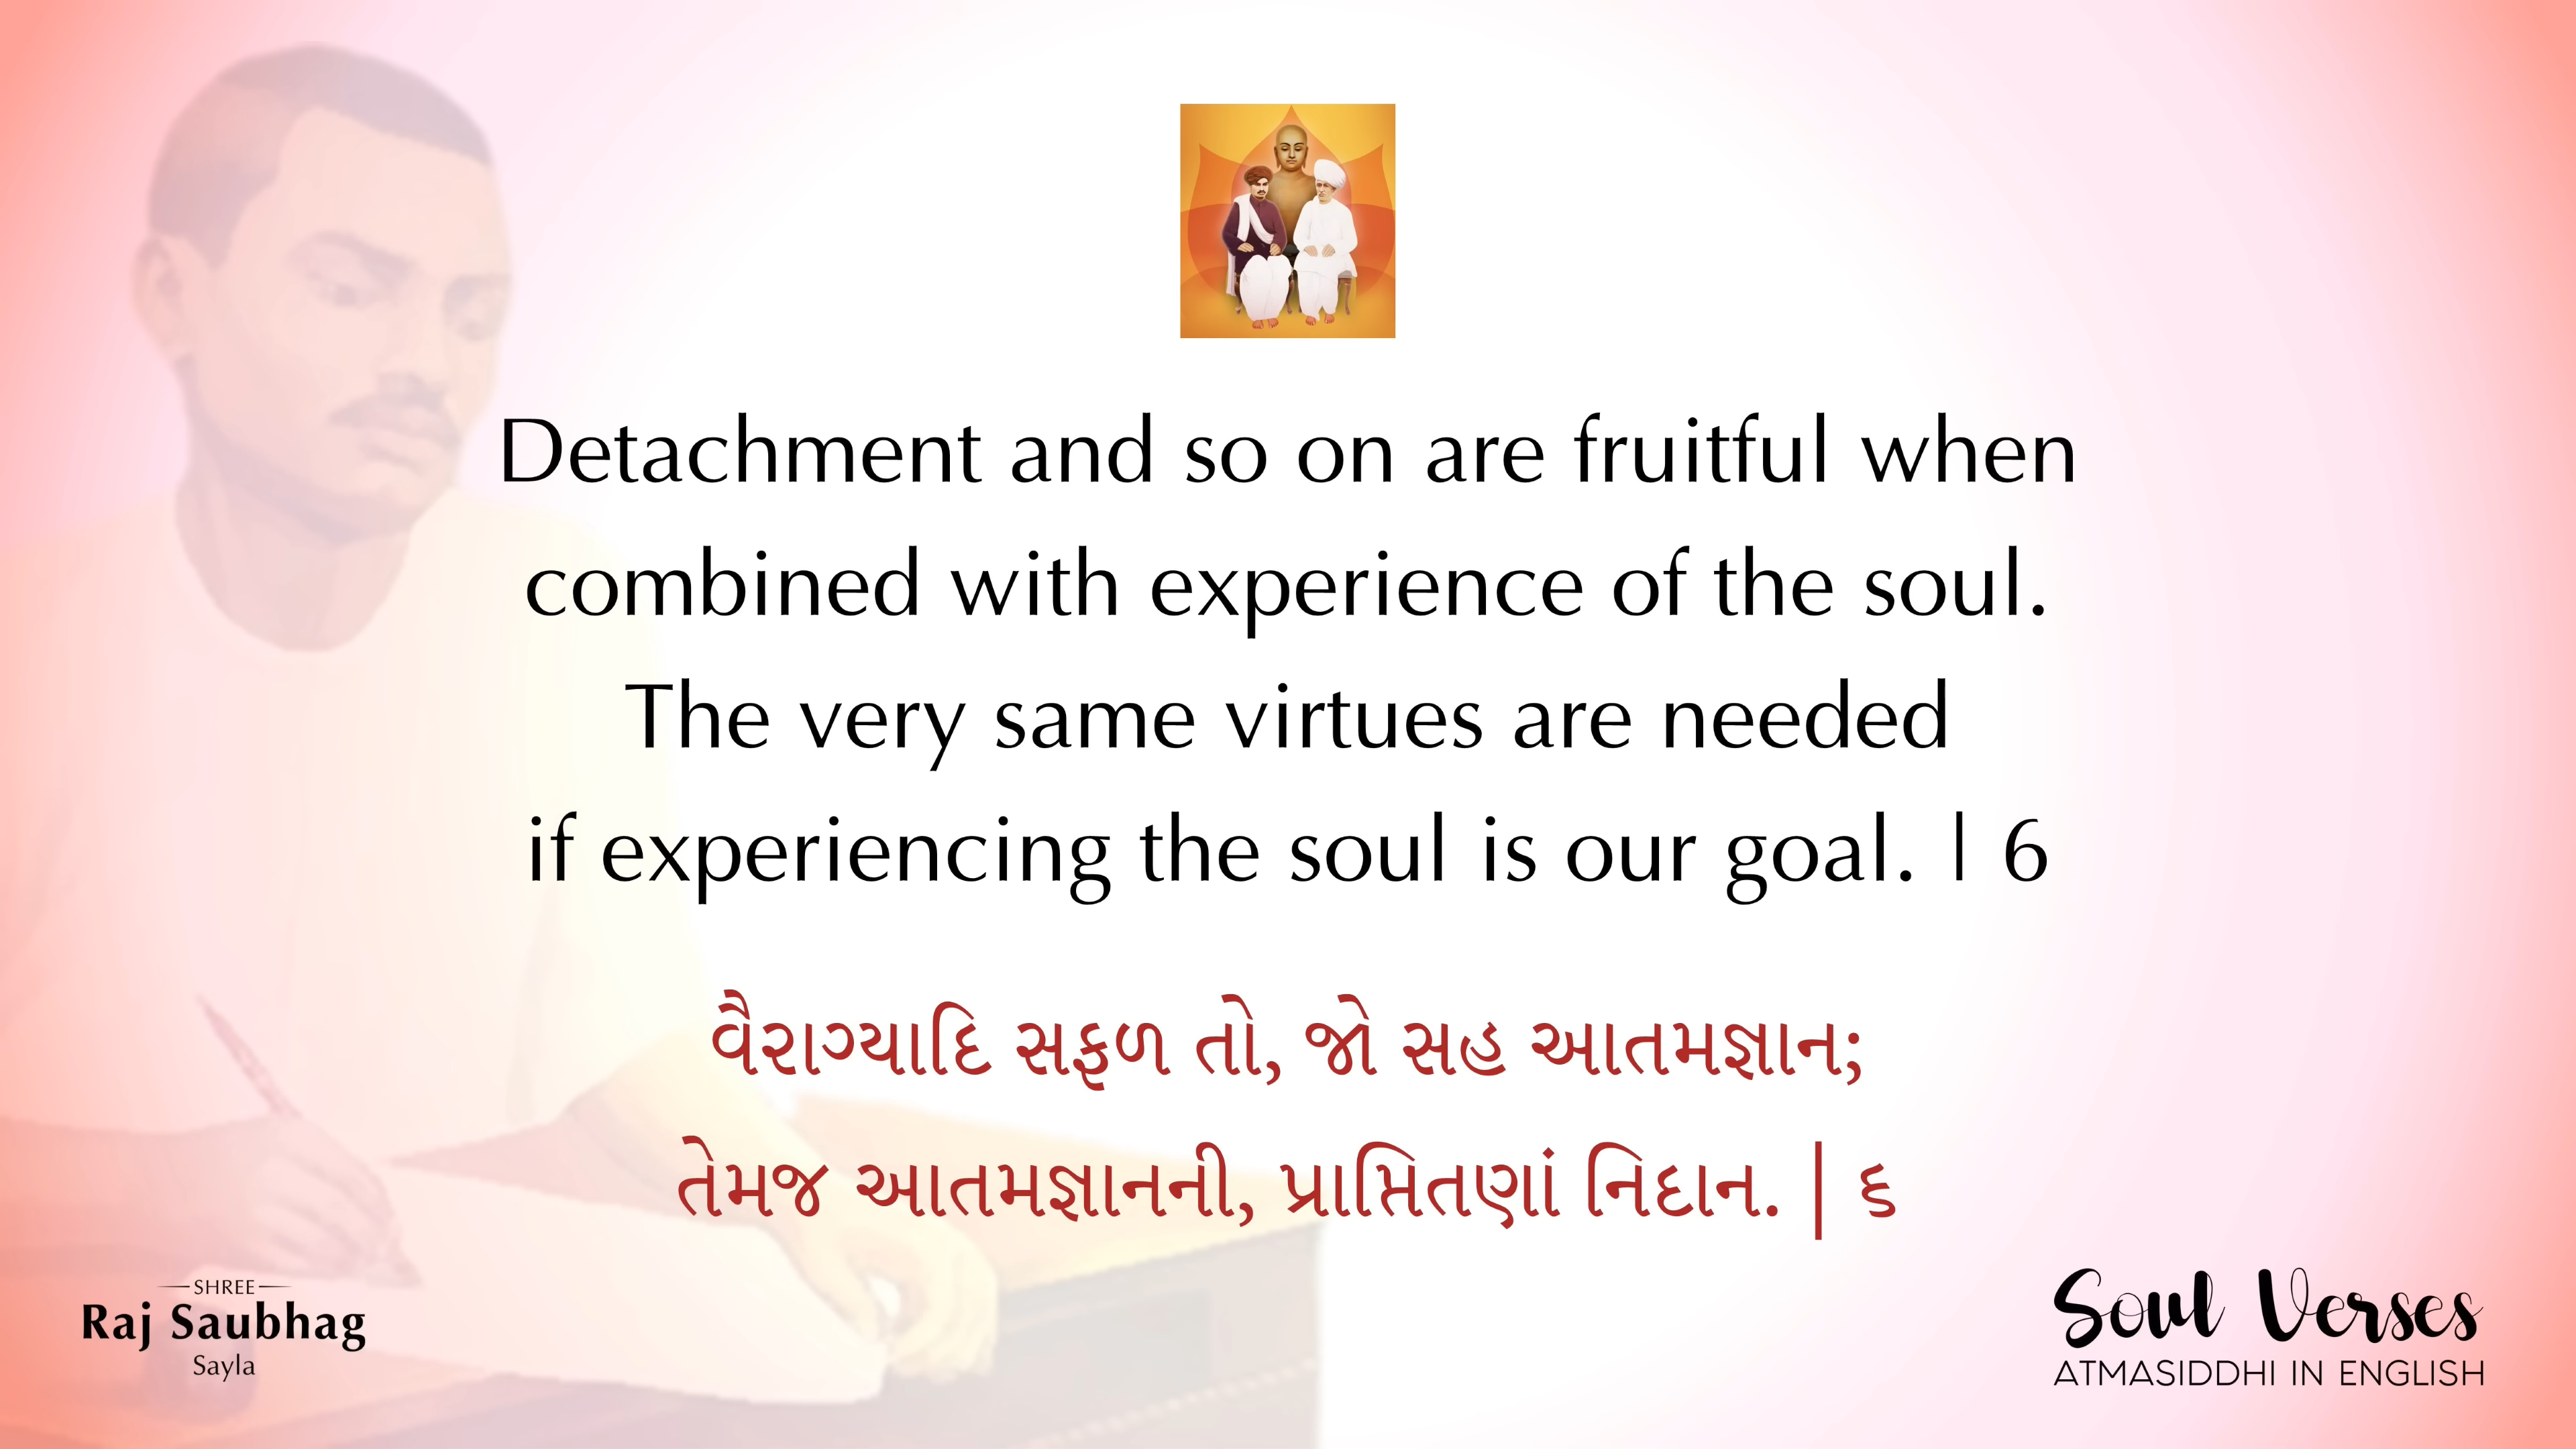 Detachment and so on are fruitful when
combined with experience of the soul.
The very same virtues are needed
if experiencing the soul is our goal. | 6
વૈરાગ્યાદિ સફળ તો, જો સહ આતમજ્ઞાન;
તેમજ આતમજ્ઞાનની, પ્રાપ્તિતણાં નિદાન. | ૬
SHREE
Raj Saubhag
Sayla
Soul Verses
ATMASIDDHI IN ENGLISH